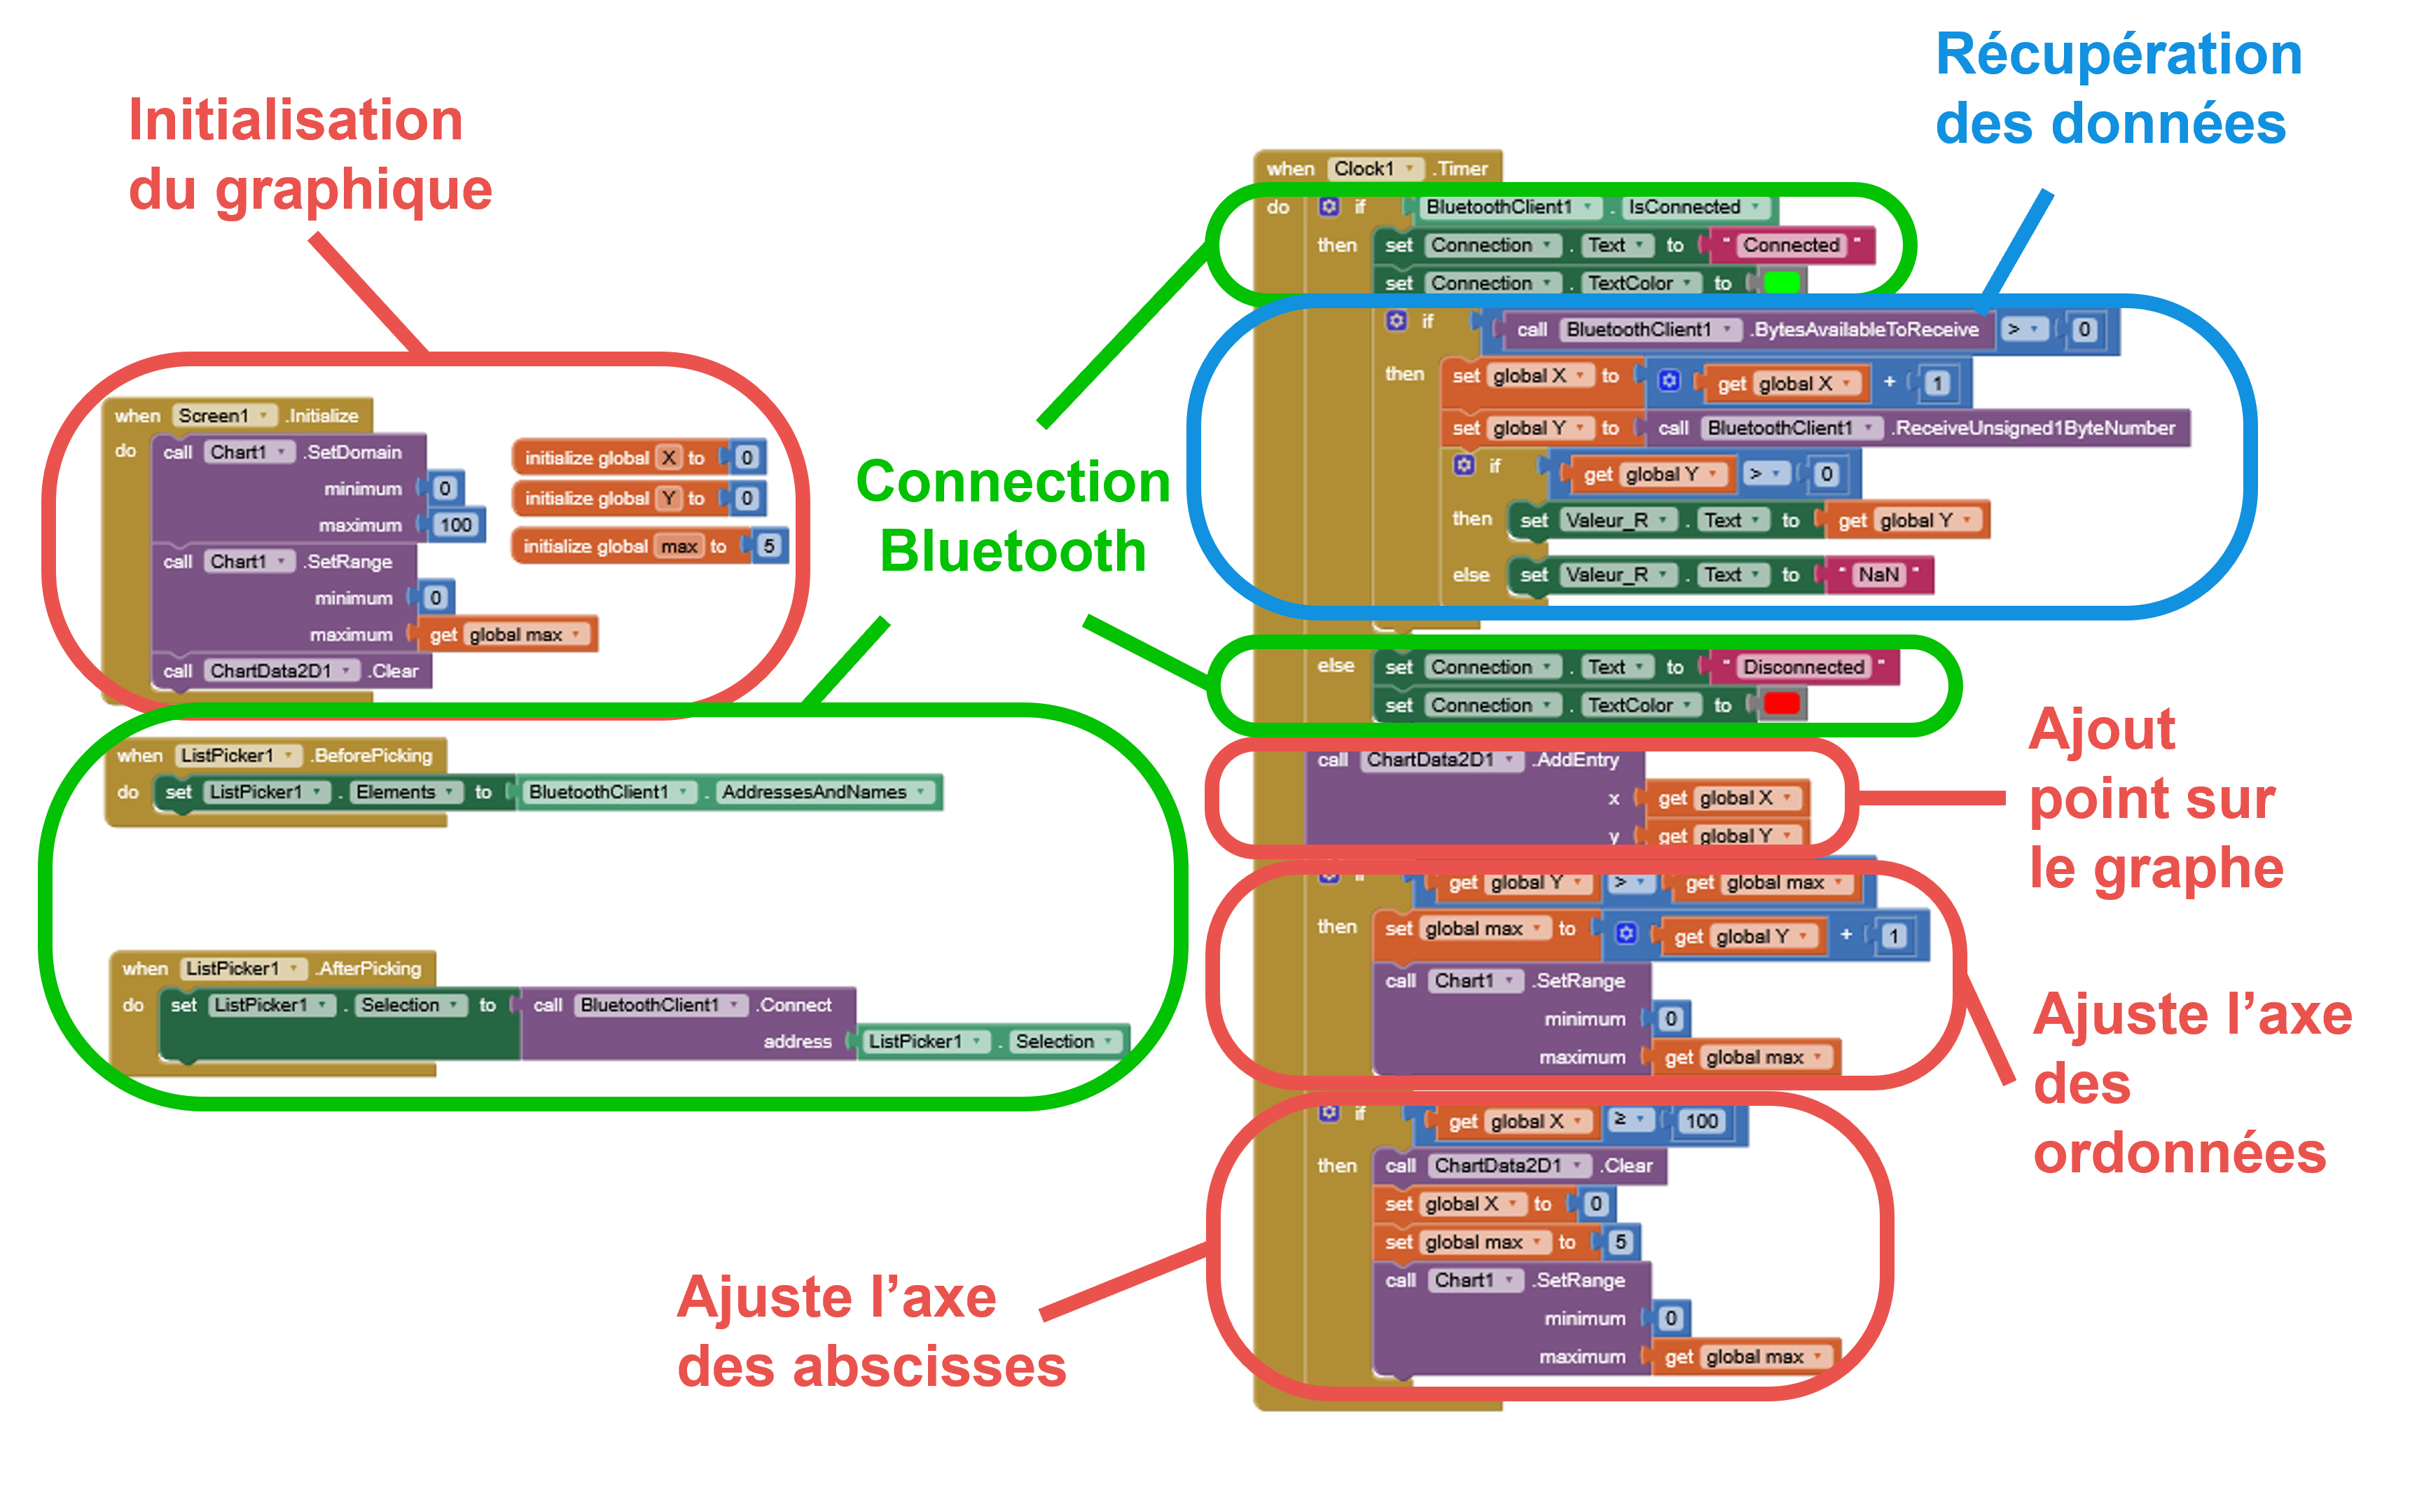 Initialisation
du graphique
when Screen1 .Initialize
do call Chart1 .SetDomain
minimum 0
maximum 100
call Chart1 .SetRange
minimum 0
maximum get global max
call ChartData2D1 .Clear
initialize global X to 0
initialize global Y to 0
initialize global max to 5
Connection
Bluetooth
when ListPicker1 .BeforePicking
do set ListPicker1 . Elements to BluetoothClient1 . AddressesAndNames
when ListPicker1 .AfterPicking
do set ListPicker1 . Selection to call BluetoothClient1 .Connect
address ListPicker1 . Selection
Récupération
des données
when Clock1 .Timer
do if BluetoothClient1 . IsConnected
then set Connection . Text to " Connected "
set Connection . TextColor to
if call BluetoothClient1 .BytesAvailableToReceive > 0
then set global X to get global X + 1
set global Y to call BluetoothClient1 .ReceiveUnsigned1ByteNumber
if get global Y > 0
then set Valeur_R . Text to get global Y
else set Valeur_R . Text to " NaN "
else set Connection . Text to " Disconnected "
set Connection . TextColor to
call ChartData2D1 .AddEntry
x get global X
y get global Y
if get global Y > get global max
then set global max to get global Y + 1
call Chart1 .SetRange
minimum 0
maximum get global max
if get global X ≥ 100
then call ChartData2D1 .Clear
set global X to 0
set global max to 5
call Chart1 .SetRange
minimum 0
maximum get global max
Ajout
point sur
le graphe
Ajuste l’axe
des
ordonnées
Ajuste l’axe
des abscisses